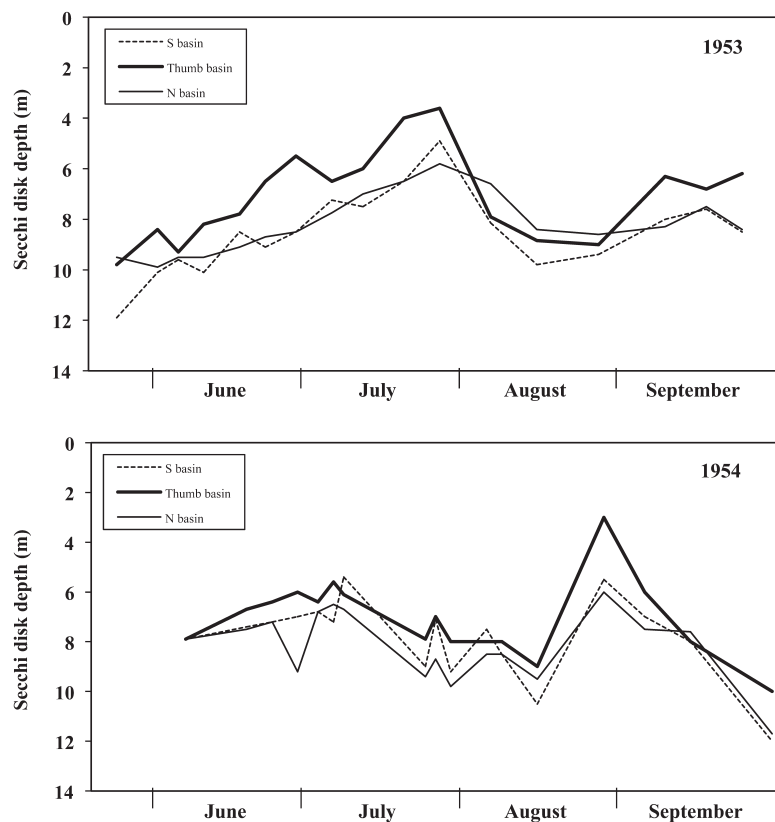 0
2
4
6
8
10
12
14
Secchi disk depth (m)
S basin
Thumb basin
N basin
1953
June
July
August
September
0
2
4
6
8
10
12
14
Secchi disk depth (m)
S basin
Thumb basin
N basin
1954
June
July
August
September